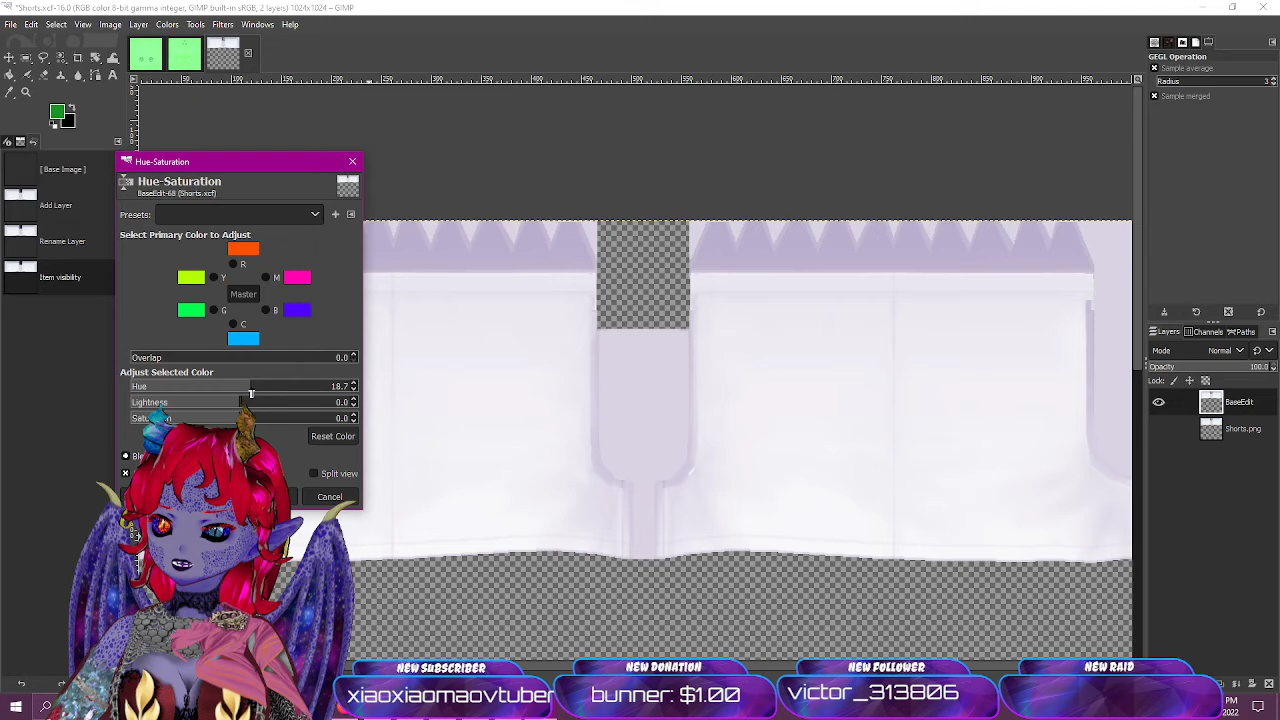 *Shorts.xcf-16.0 (RGB color 8-bit gamma integer, GIMP built-in sRGB, 2 layers) 1024x1024 – GIMP
File Edit Select View Image Layer Colors Tools Filters Windows Help
[ Base Image ]
Add Layer
Rename Layer
Item visibility
Hue-Saturation
Hue-Saturation
BaseEdit-68 (Shorts.xcf)
Presets:
Select Primary Color to Adjust
R
Y
M
Master
G
B
C
Overlap 0.0
Adjust Selected Color
Hue 18.7
Lightness 0.0
0.0
Reset Color
Split view
Cancel
GEGL Operation
Sample average
Radius 3
Sample merged
Layers Channels Paths
Mode Normal
Opacity 100.0
Lock:
BaseEdit
Shorts.png
NEW SUBSCRIBER
xiaoxiaomaovtuber
NEW DONATION
bunner: $1.00
NEW FOLLOWER
victor_313806
NEW RAID
PM